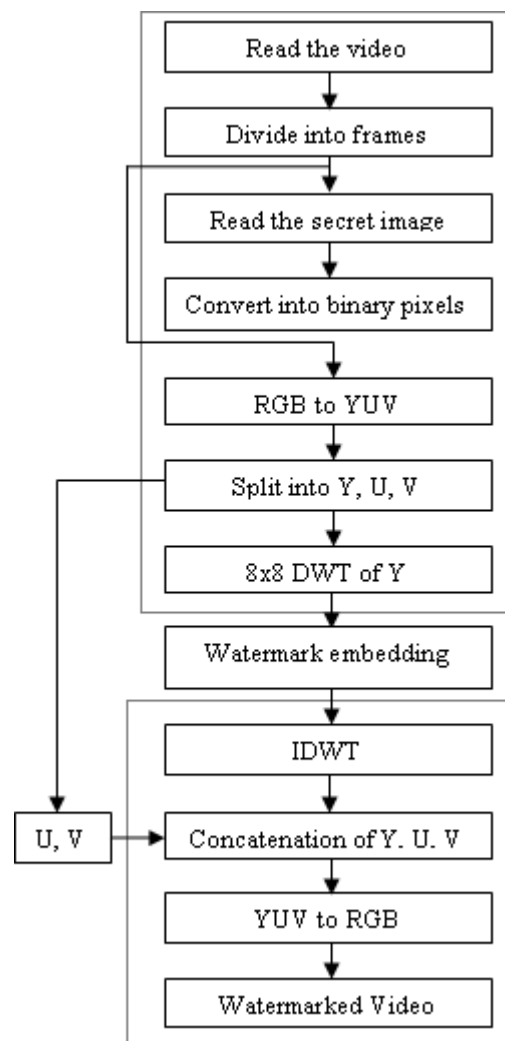 Read the video
Divide into frames
Read the secret image
Convert into binary pixels
RGB to YUV
Split into Y, U, V
8x8 DWT of Y
Watermark embedding
IDWT
U, V
Concatenation of Y. U. V
YUV to RGB
Watermarked Video